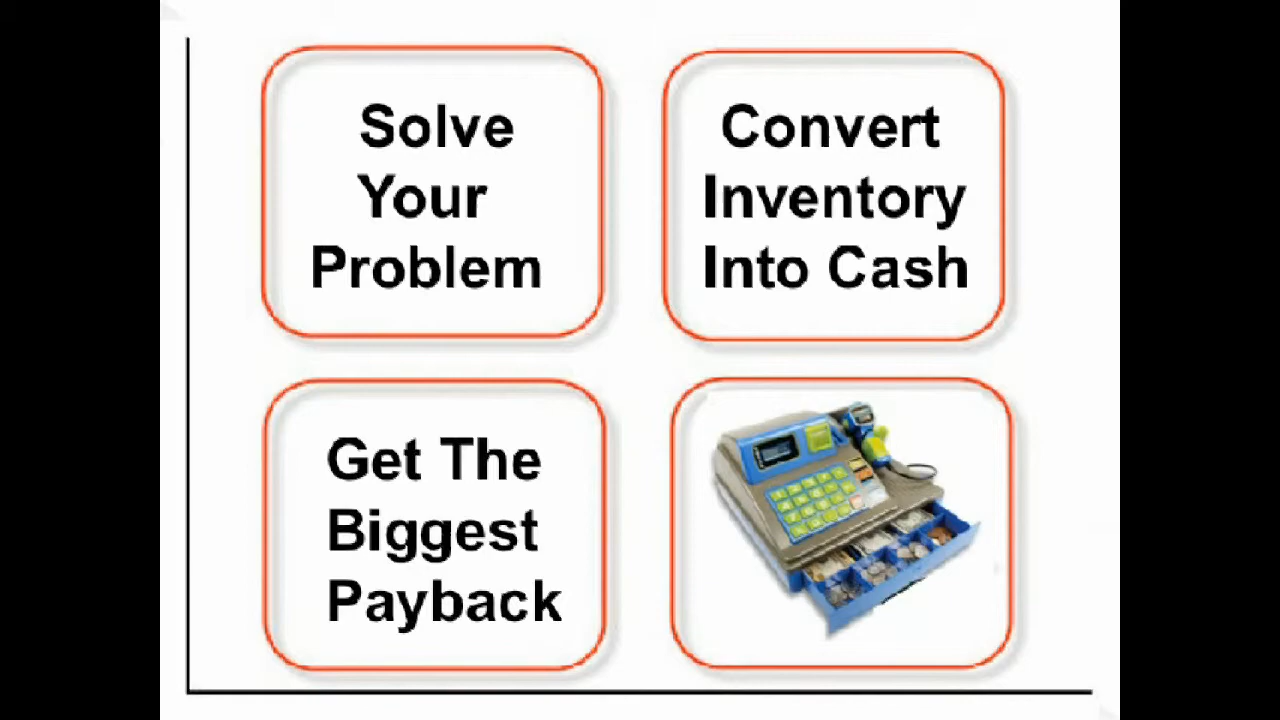 Solve
Your
Problem
Convert
Inventory
Into Cash
Get The
Biggest
Payback